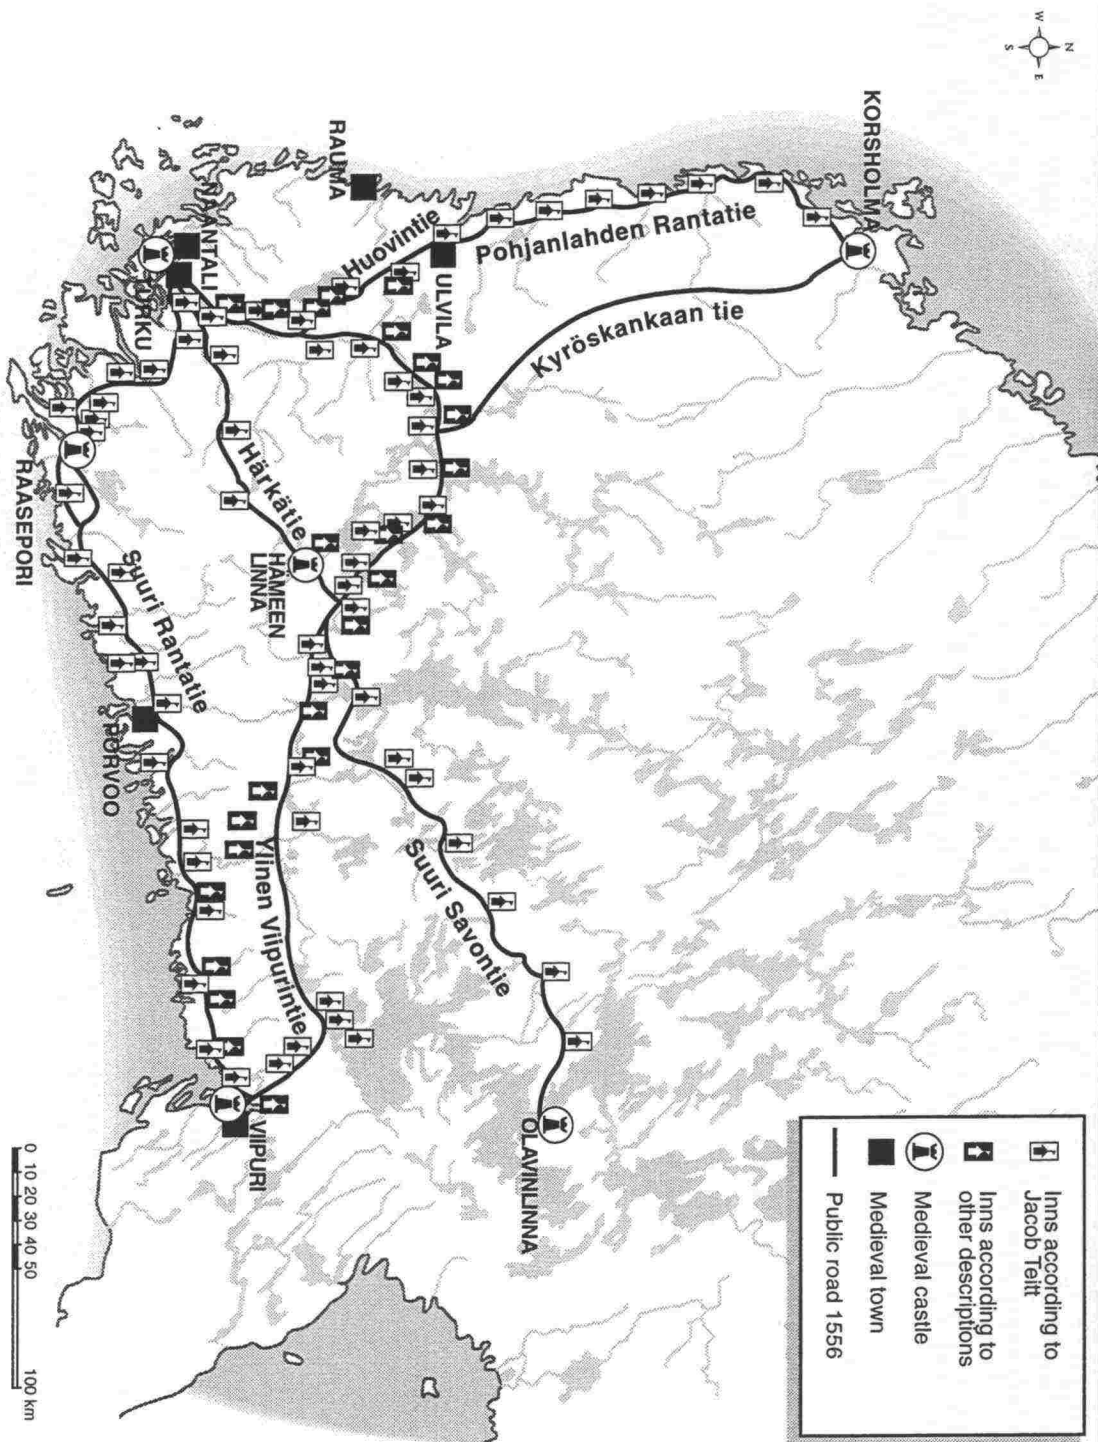 N
W
E
S
KORSHOLMA
RAUMA
NAANTALI
TURKU
Huovintie
Pohjanlahden Rantatie
ULVILA
Kyröskankaan tie
Härkätie
HÄMEEN
LINNA
RAASEPORI
Suuri Rantatie
PORVOO
Ylinen Viipurintie
Suuri Savontie
VIIPURI
OLAVINLINNA
Inns according to
Jacob Teitt
Inns according to
other descriptions
Medieval castle
Medieval town
Public road 1556
0 10 20 30 40 50 100 km